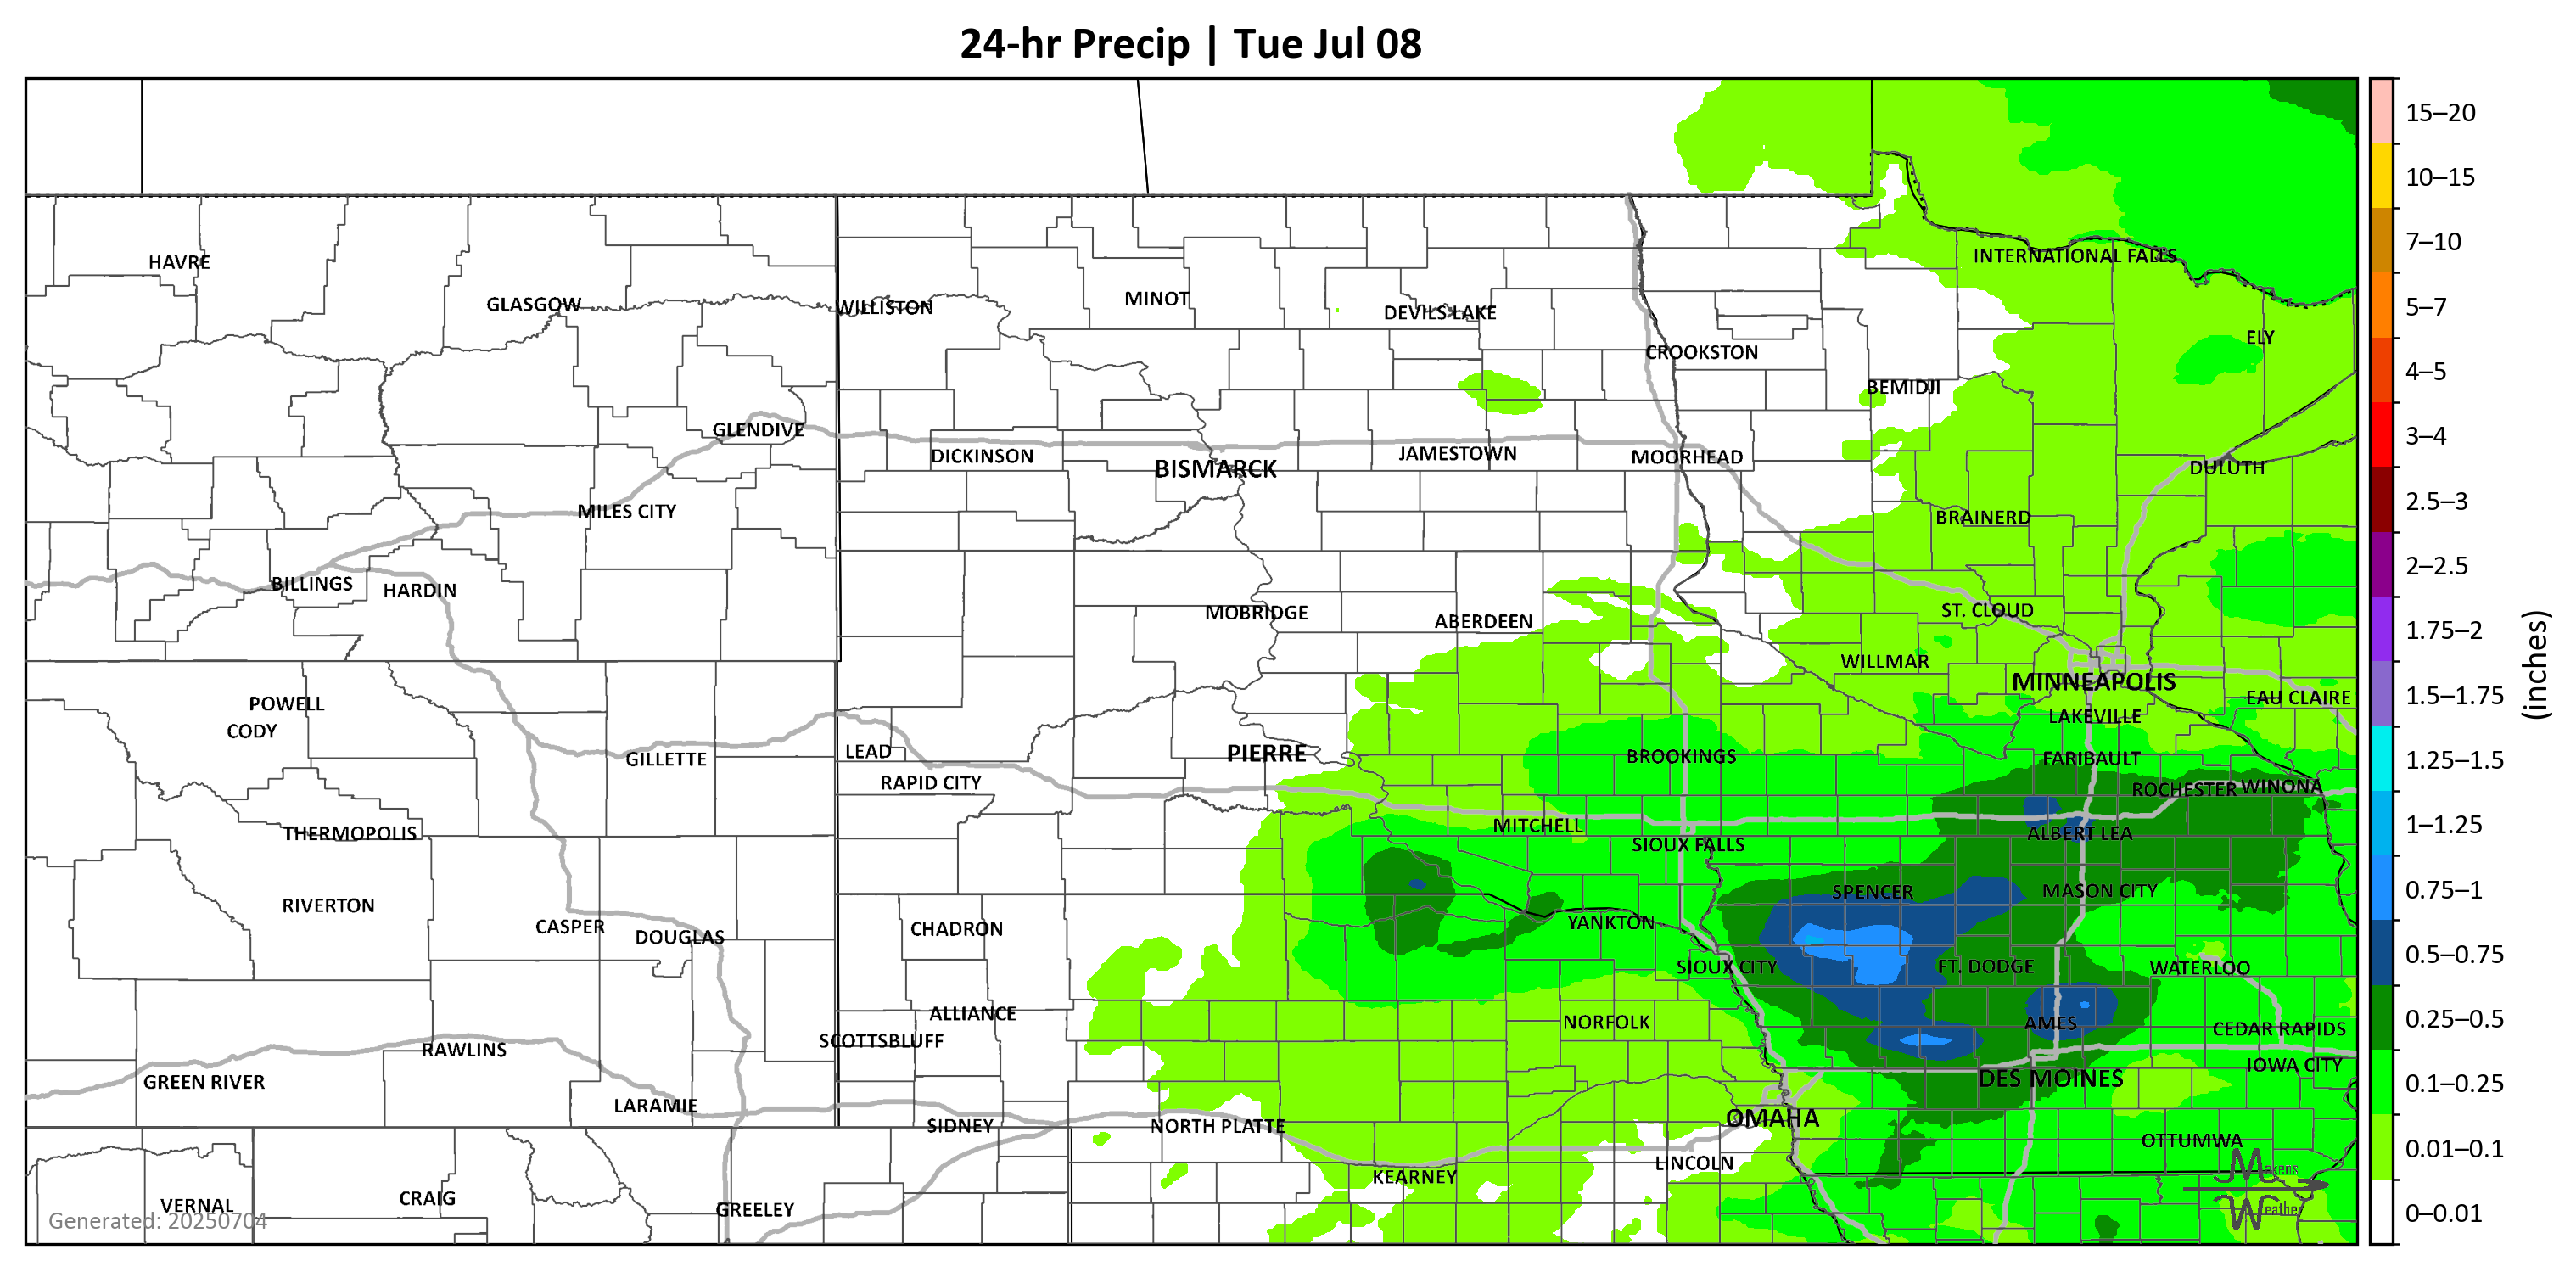 24-hr Precip | Tue Jul 08
15–20
10–15
7–10
5–7
4–5
3–4
2.5–3
2–2.5
1.75–2
1.5–1.75
1.25–1.5
1–1.25
0.75–1
0.5–0.75
0.25–0.5
0.1–0.25
0.01–0.1
0–0.01
(inches)
INTERNATIONAL FALLS
HAVRE
GLASGOW
WILLISTON
MINOT
DEVILS LAKE
ELY
CROOKSTON
BEMIDJI
GLENDIVE
DICKINSON
BISMARCK
JAMESTOWN
MOORHEAD
DULUTH
MILES CITY
BRAINERD
BILLINGS
HARDIN
MOBRIDGE
ABERDEEN
ST. CLOUD
WILLMAR
MINNEAPOLIS
EAU CLAIRE
POWELL
CODY
LAKEVILLE
GILLETTE
LEAD
PIERRE
BROOKINGS
FARIBAULT
RAPID CITY
ROCHESTER
WINONA
THERMOPOLIS
MITCHELL
ALBERT LEA
SIOUX FALLS
RIVERTON
SPENCER
MASON CITY
CASPER
DOUGLAS
CHADRON
YANKTON
SIOUX CITY
FT. DODGE
WATERLOO
ALLIANCE
NORFOLK
AMES
CEDAR RAPIDS
SCOTTSBLUFF
RAWLINS
IOWA CITY
GREEN RIVER
DES MOINES
LARAMIE
OMAHA
SIDNEY
NORTH PLATTE
OTTUMWA
LINCOLN
KEARNEY
VERNAL
CRAIG
GREELEY
Generated: 20250704
Makens
Weather